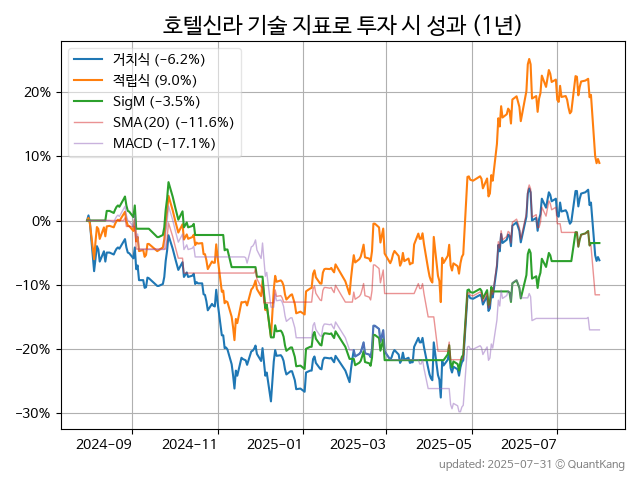 호텔신라 기술 지표로 투자 시 성과 (1년)
거치식 (−6.2%)
적립식 (9.0%)
SigM (−3.5%)
SMA(20) (−11.6%)
MACD (−17.1%)
20%
10%
0%
−10%
−20%
−30%
2024-09
2024-11
2025-01
2025-03
2025-05
2025-07
updated: 2025-07-31 © QuantKang